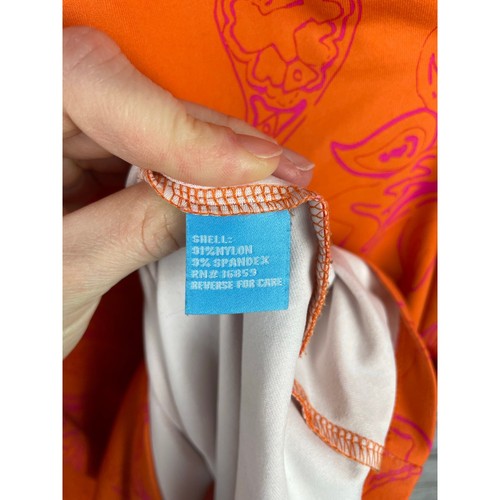 SHELL:
91%NYLON
9% SPANDEX
RN# 16859
REVERSE FOR CARE